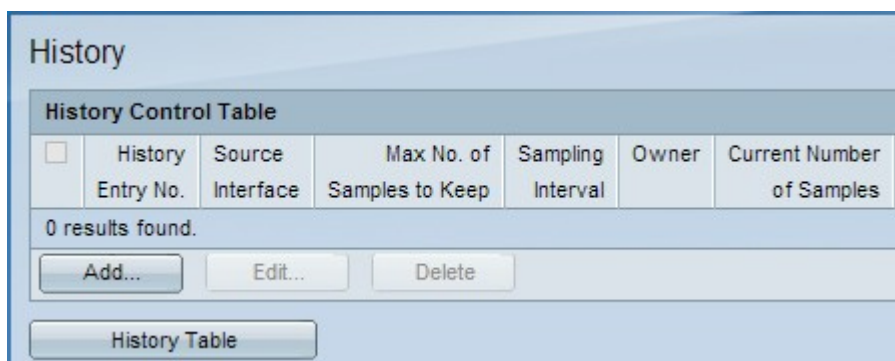 History
History Control Table
History Source Max No. of Sampling Owner Current Number
Entry No. Interface Samples to Keep Interval of Samples
0 results found.
Add... Edit... Delete
History Table